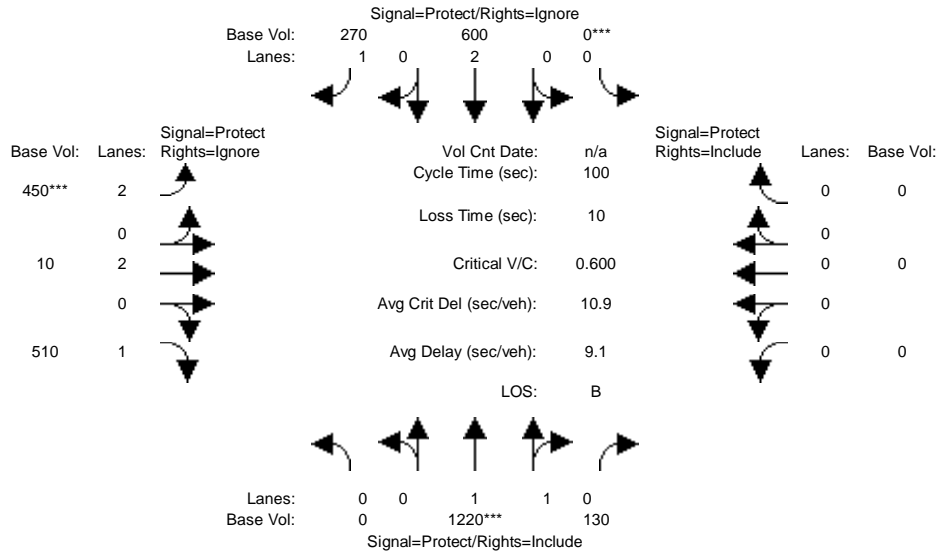 Signal=Protect/Rights=Ignore
Base Vol: 270 600 0***
Lanes: 1 0 2 0 0
Signal=Protect
Base Vol: Lanes: Rights=Ignore
450*** 2
0
10 2
0
510 1
Vol Cnt Date: n/a
Cycle Time (sec): 100
Loss Time (sec): 10
Critical V/C: 0.600
Avg Crit Del (sec/veh): 10.9
Avg Delay (sec/veh): 9.1
LOS: B
Signal=Protect
Rights=Include Lanes: Base Vol:
0 0
0
0 0
0
0 0
Lanes: 0 0 1 1 0
Base Vol: 0 1220*** 130
Signal=Protect/Rights=Include